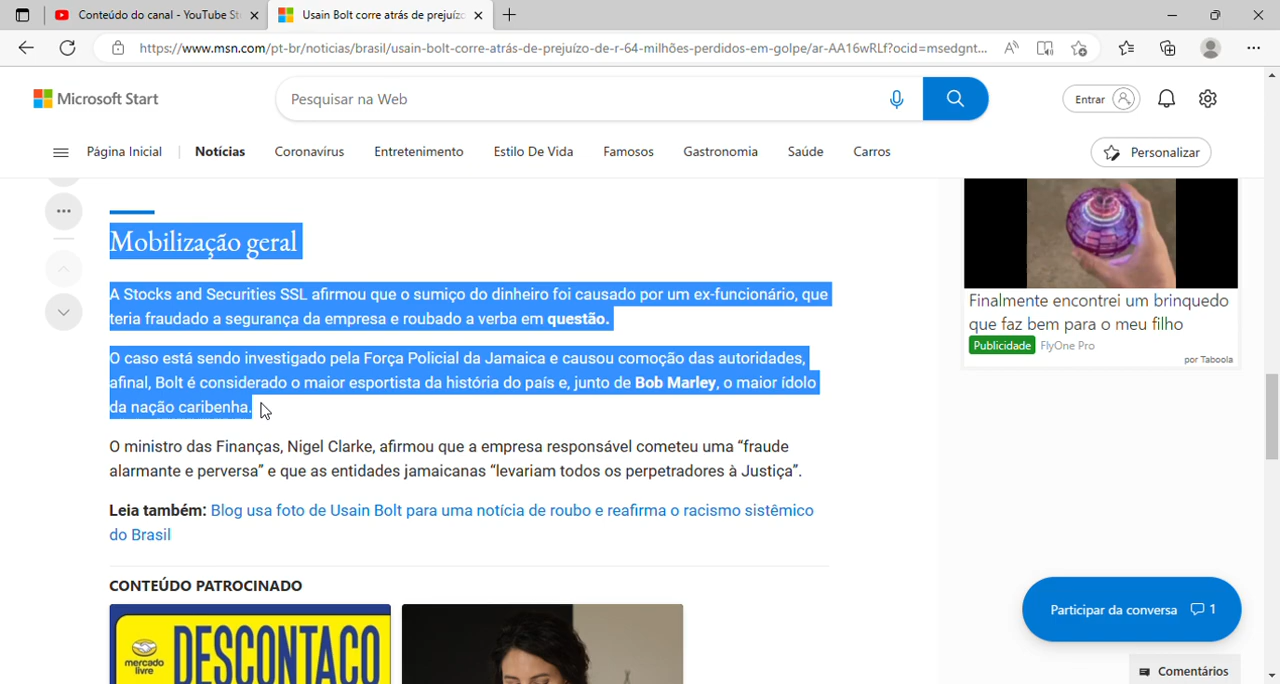 Conteúdo do canal - YouTube St
Usain Bolt corre atrás de prejuízo
https://www.msn.com/pt-br/noticias/brasil/usain-bolt-corre-atrás-de-prejuízo-de-r-64-milhões-perdidos-em-golpe/ar-AA16wRLf?ocid=msedgnt...
Microsoft Start
Pesquisar na Web
Entrar
Página Inicial
Notícias
Coronavírus
Entretenimento
Estilo De Vida
Famosos
Gastronomia
Saúde
Carros
Personalizar
Mobilização geral
A Stocks and Securities SSL afirmou que o sumiço do dinheiro foi causado por um ex-funcionário, que
teria fraudado a segurança da empresa e roubado a verba em questão.
O caso está sendo investigado pela Força Policial da Jamaica e causou comoção das autoridades,
afinal, Bolt é considerado o maior esportista da história do país e, junto de Bob Marley, o maior ídolo
da nação caribenha.
O ministro das Finanças, Nigel Clarke, afirmou que a empresa responsável cometeu uma “fraude
alarmante e perversa” e que as entidades jamaicanas “levariam todos os perpetradores à Justiça”.
Leia também: Blog usa foto de Usain Bolt para uma notícia de roubo e reafirma o racismo sistêmico
do Brasil
CONTEÚDO PATROCINADO
mercado
livre
DESCONTAÇO
Finalmente encontrei um brinquedo
que faz bem para o meu filho
Publicidade FlyOne Pro
por Taboola
Participar da conversa 1
Comentários